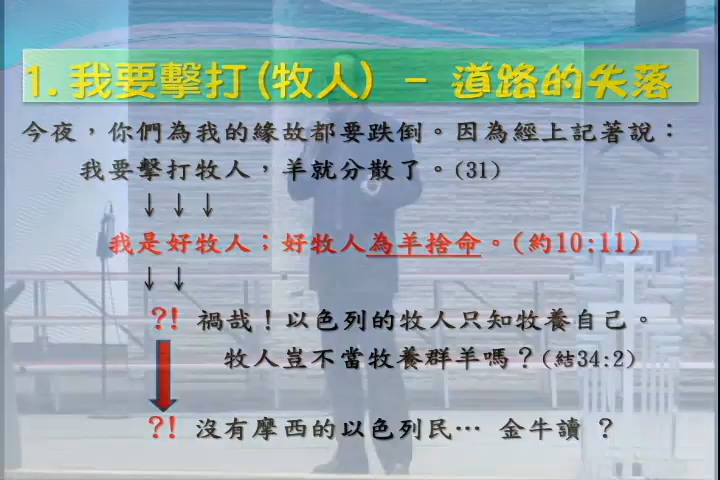 1.我要擊打(牧人) - 道路的失落
今夜，你們為我的緣故都要跌倒。因為經上記著說：
我要擊打牧人，羊就分散了。(31)
↓↓↓
我是好牧人；好牧人為羊捨命。(約10:11)
↓↓
?! 禍哉！以色列的牧人只知牧養自己。
牧人豈不當牧養群羊嗎？(結34:2)
?! 沒有摩西的以色列民… 金牛讀 ？